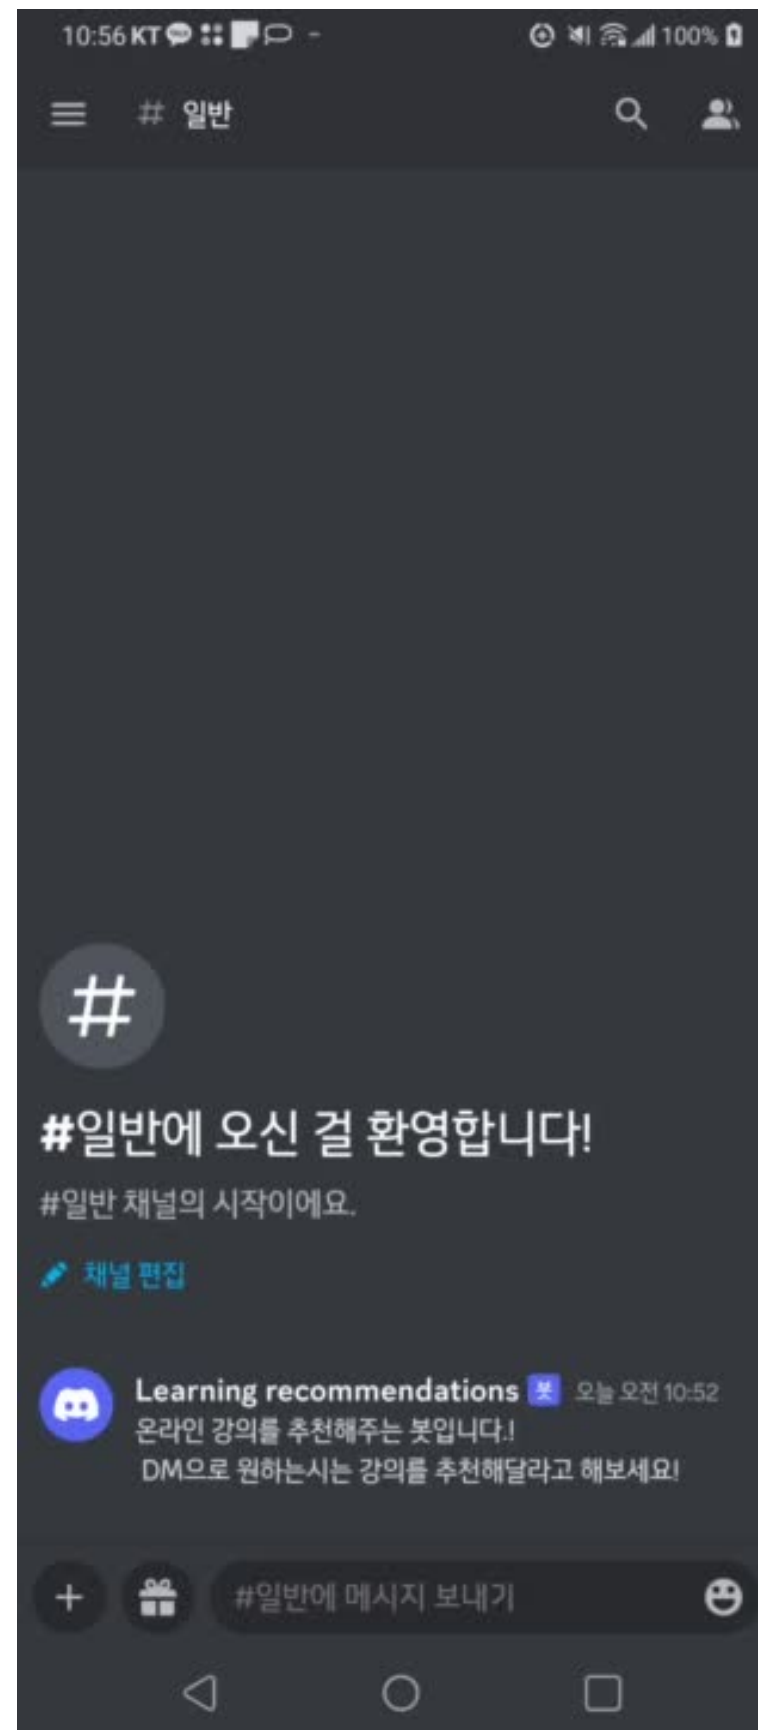 10:56 KT 100%
# 일반
#
#일반에 오신 걸 환영합니다!
#일반 채널의 시작이에요.
채널 편집
Learning recommendations 봇 오늘 오전 10:52
온라인 강의를 추천해주는 봇입니다.!
DM으로 원하는시는 강의를 추천해달라고 해보세요!
#일반에 메시지 보내기